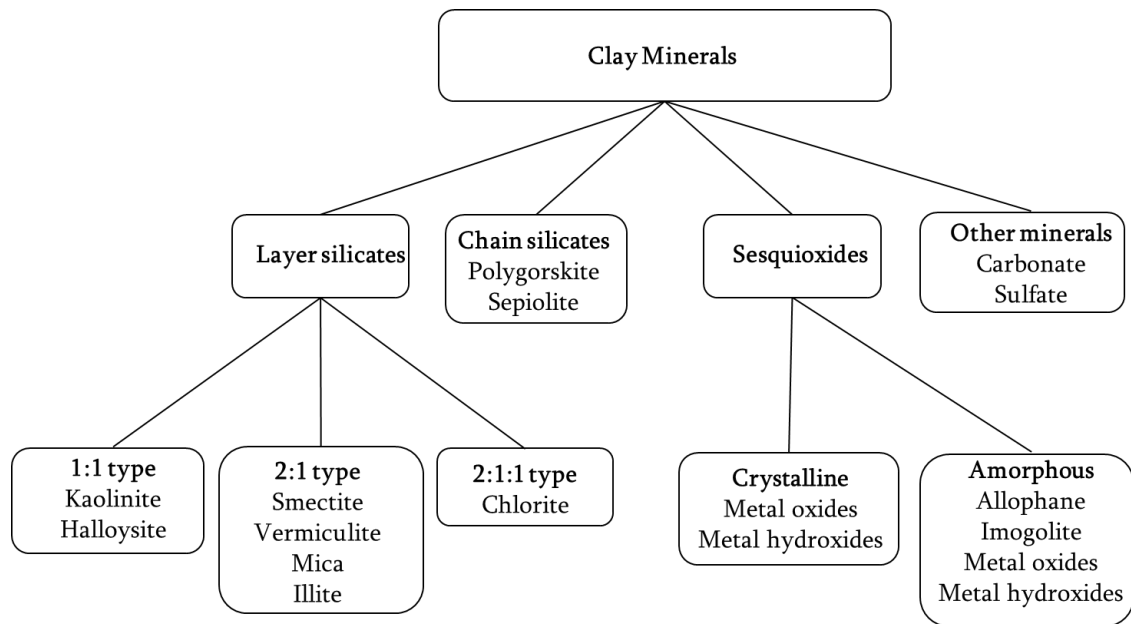 Clay Minerals
Layer silicates
Chain silicates
Polygorskite
Sepiolite
Sesquioxides
Other minerals
Carbonate
Sulfate
1:1 type
Kaolinite
Halloysite
2:1 type
Smectite
Vermiculite
Mica
Illite
2:1:1 type
Chlorite
Crystalline
Metal oxides
Metal hydroxides
Amorphous
Allophane
Imogolite
Metal oxides
Metal hydroxides